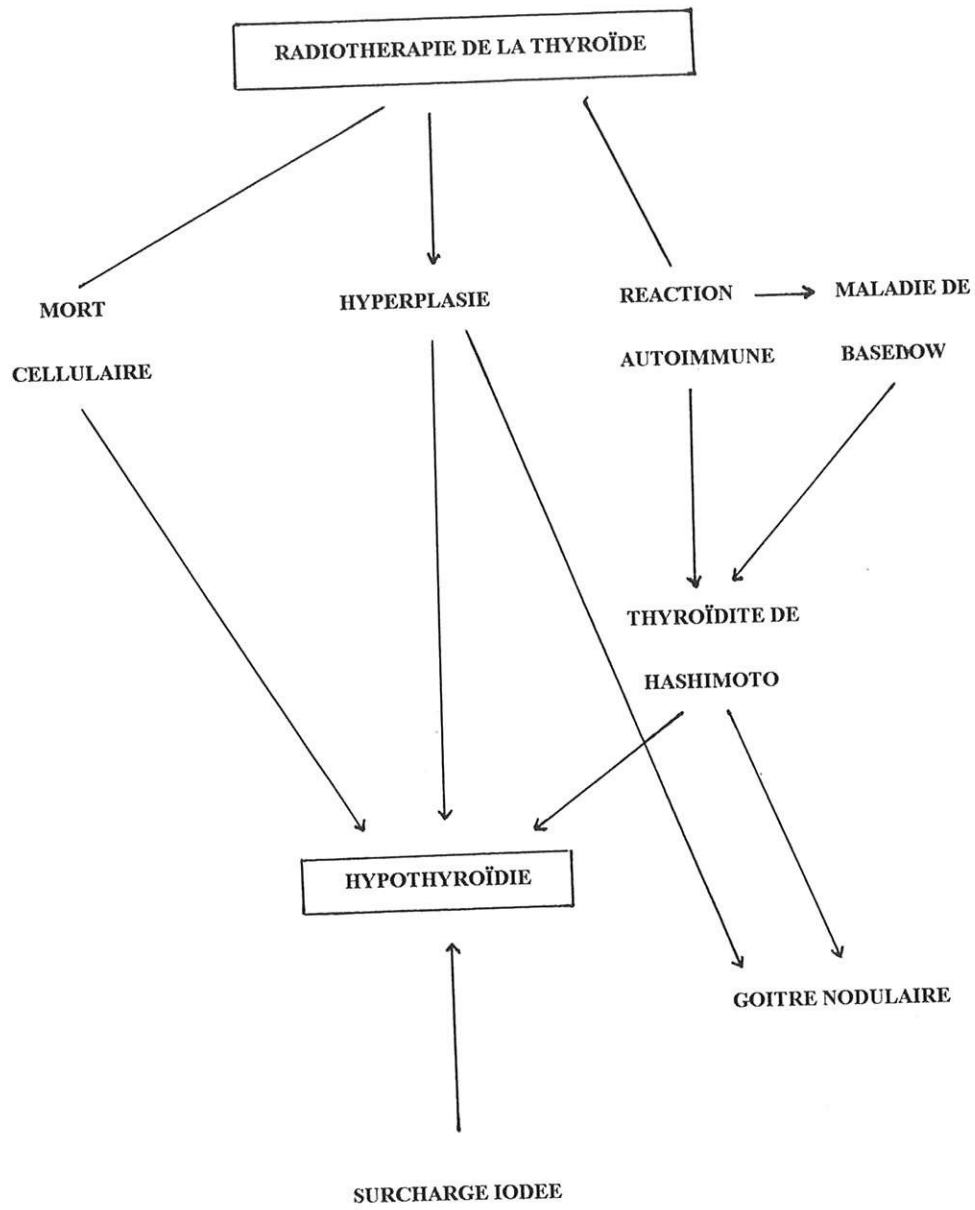 RADIOTHERAPIE DE LA THYROÏDE
MORT
CELLULAIRE
HYPERPLASIE
REACTION
AUTOIMMUNE
MALADIE DE
BASEDOW
THYROÏDITE DE
HASHIMOTO
HYPOTHYROÏDIE
GOITRE NODULAIRE
SURCHARGE IODEE